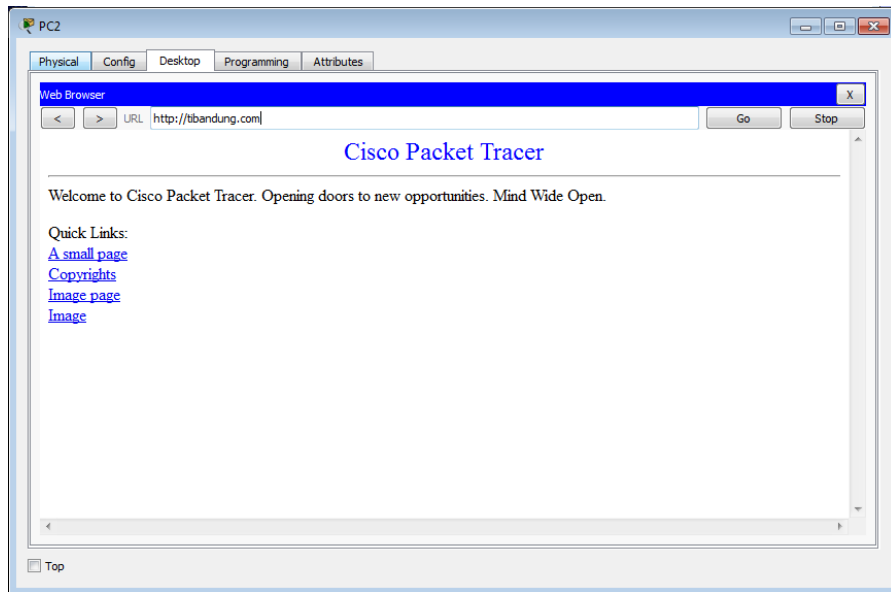 PC2
Physical Config Desktop Programming Attributes
Web Browser X
< > URL http://tibandung.com Go Stop
Cisco Packet Tracer
Welcome to Cisco Packet Tracer. Opening doors to new opportunities. Mind Wide Open.
Quick Links:
A small page
Copyrights
Image page
Image
Top